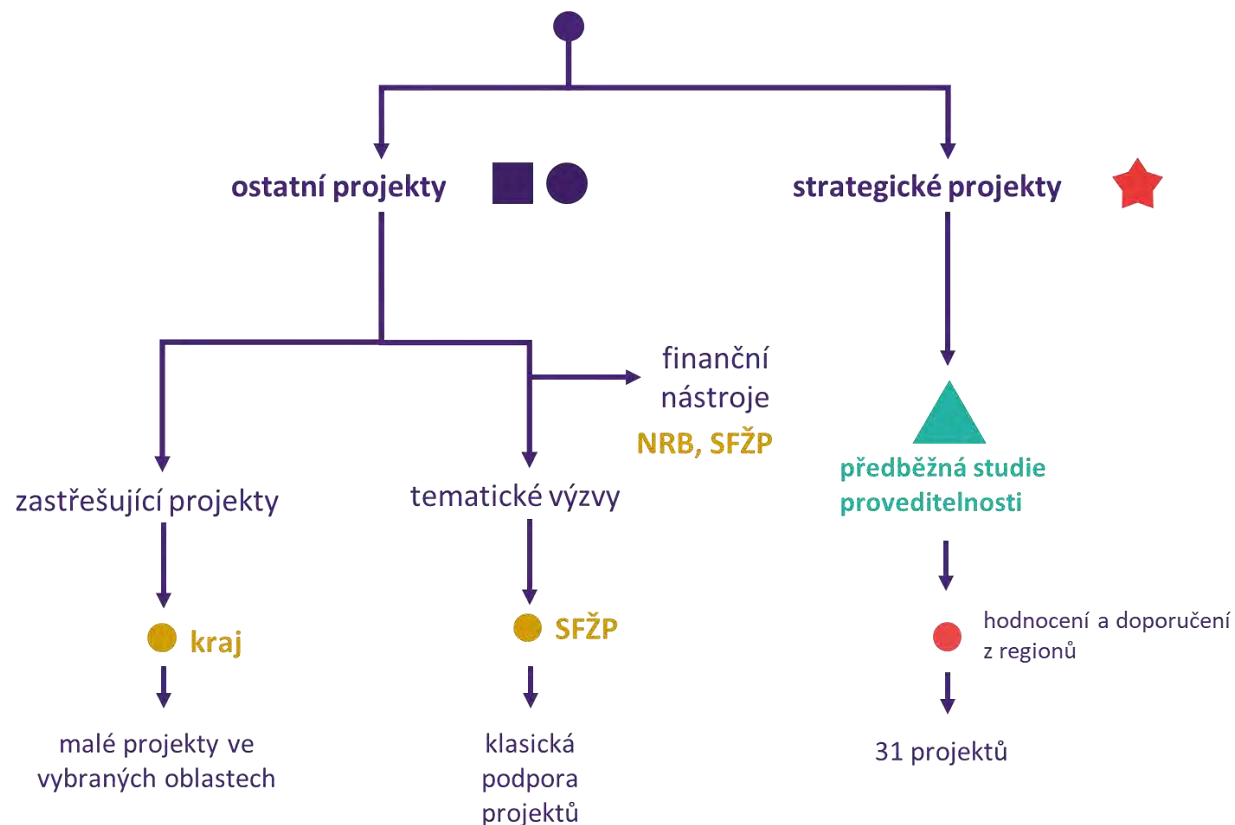 ostatní projekty
strategické projekty
finanční
nástroje
NRB, SFŽP
zastřešující projekty
tematické výzvy
předběžná studie
proveditelnosti
kraj
SFŽP
hodnocení a doporučení
z regionů
malé projekty ve
vybraných oblastech
klasická
podpora
projektů
31 projektů